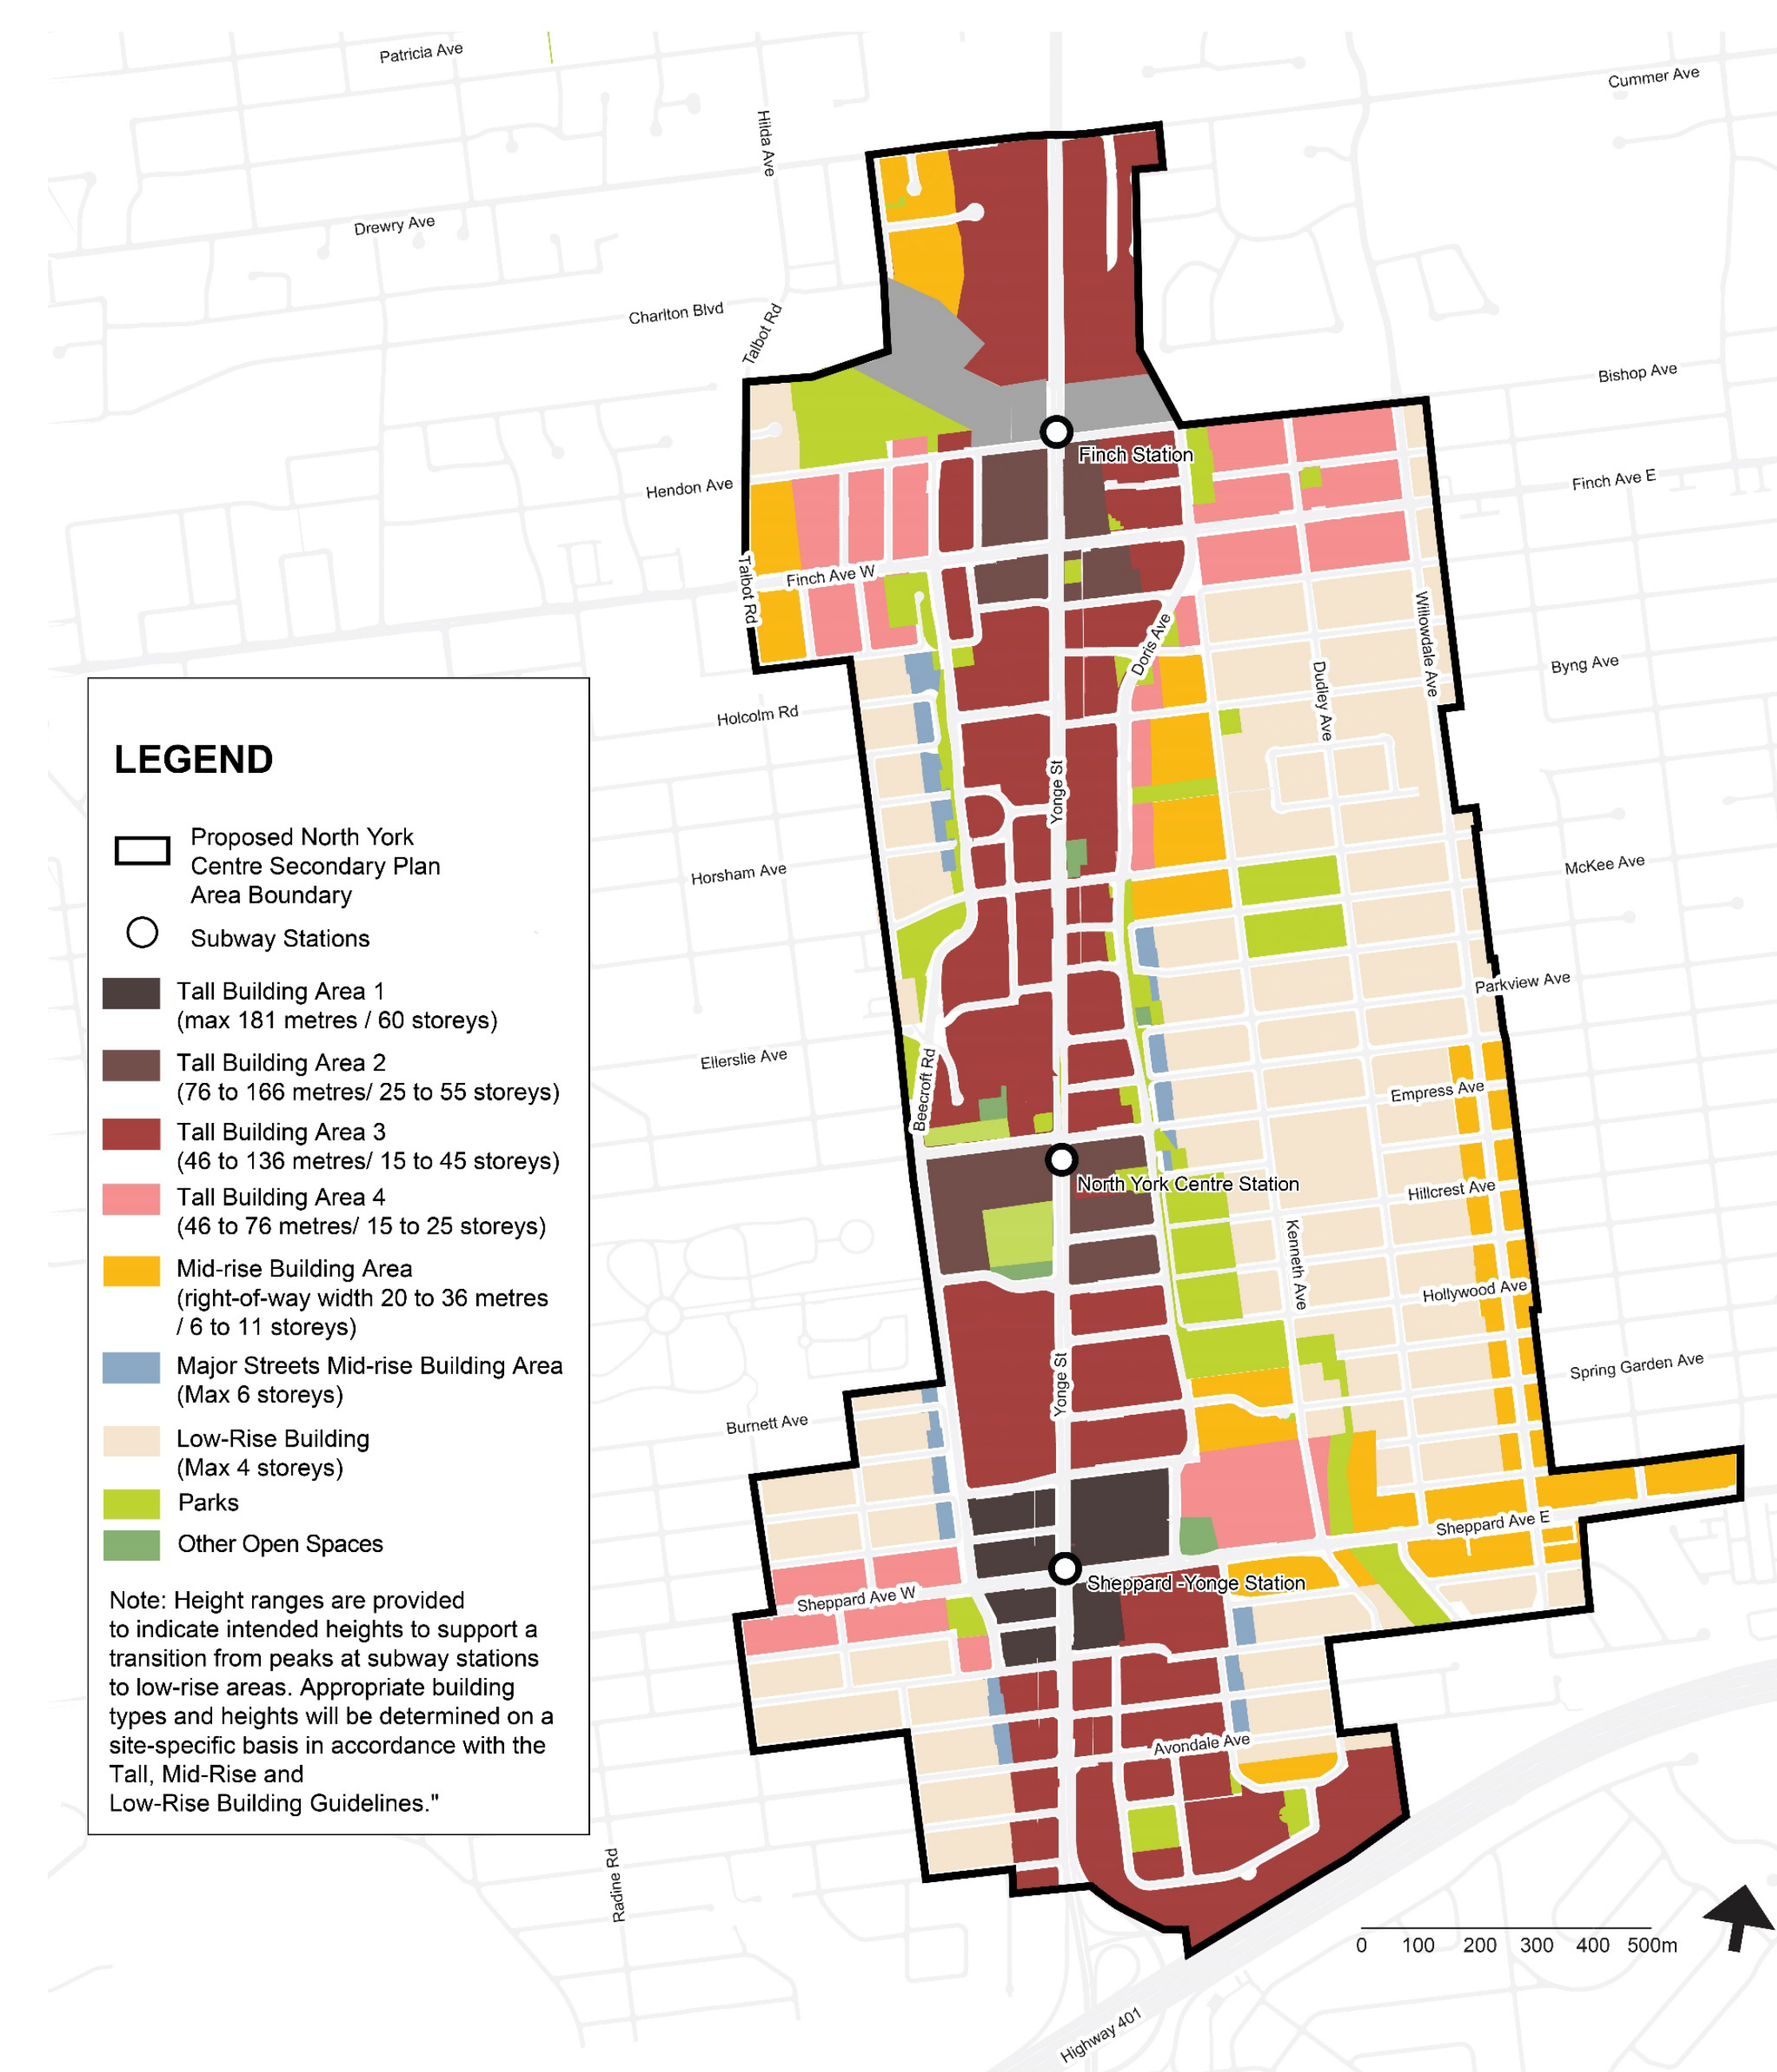 Patricia Ave
Cummer Ave
Hilda Ave
Drewry Ave
Charlton Blvd
Talbot Rd
Bishop Ave
Finch Station
Hendon Ave
Finch Ave E
Talbot Rd
Finch Ave W
Willowdale Ave
Doris Ave
Dudley Ave
Byng Ave
Holcolm Rd
Yonge St
Horsham Ave
McKee Ave
Parkview Ave
Ellerslie Ave
Beecroft Rd
Empress Ave
North York Centre Station
Hillcrest Ave
Kenneth Ave
Hollywood Ave
Yonge St
Spring Garden Ave
Burnett Ave
Sheppard Ave E
Sheppard -Yonge Station
Sheppard Ave W
Avondale Ave
Radine Rd
Highway 401
0 100 200 300 400 500m
LEGEND
Proposed North York
Centre Secondary Plan
Area Boundary
Subway Stations
Tall Building Area 1
(max 181 metres / 60 storeys)
Tall Building Area 2
(76 to 166 metres/ 25 to 55 storeys)
Tall Building Area 3
(46 to 136 metres/ 15 to 45 storeys)
Tall Building Area 4
(46 to 76 metres/ 15 to 25 storeys)
Mid-rise Building Area
(right-of-way width 20 to 36 metres
/ 6 to 11 storeys)
Major Streets Mid-rise Building Area
(Max 6 storeys)
Low-Rise Building
(Max 4 storeys)
Parks
Other Open Spaces
Note: Height ranges are provided
to indicate intended heights to support a
transition from peaks at subway stations
to low-rise areas. Appropriate building
types and heights will be determined on a
site-specific basis in accordance with the
Tall, Mid-Rise and
Low-Rise Building Guidelines."